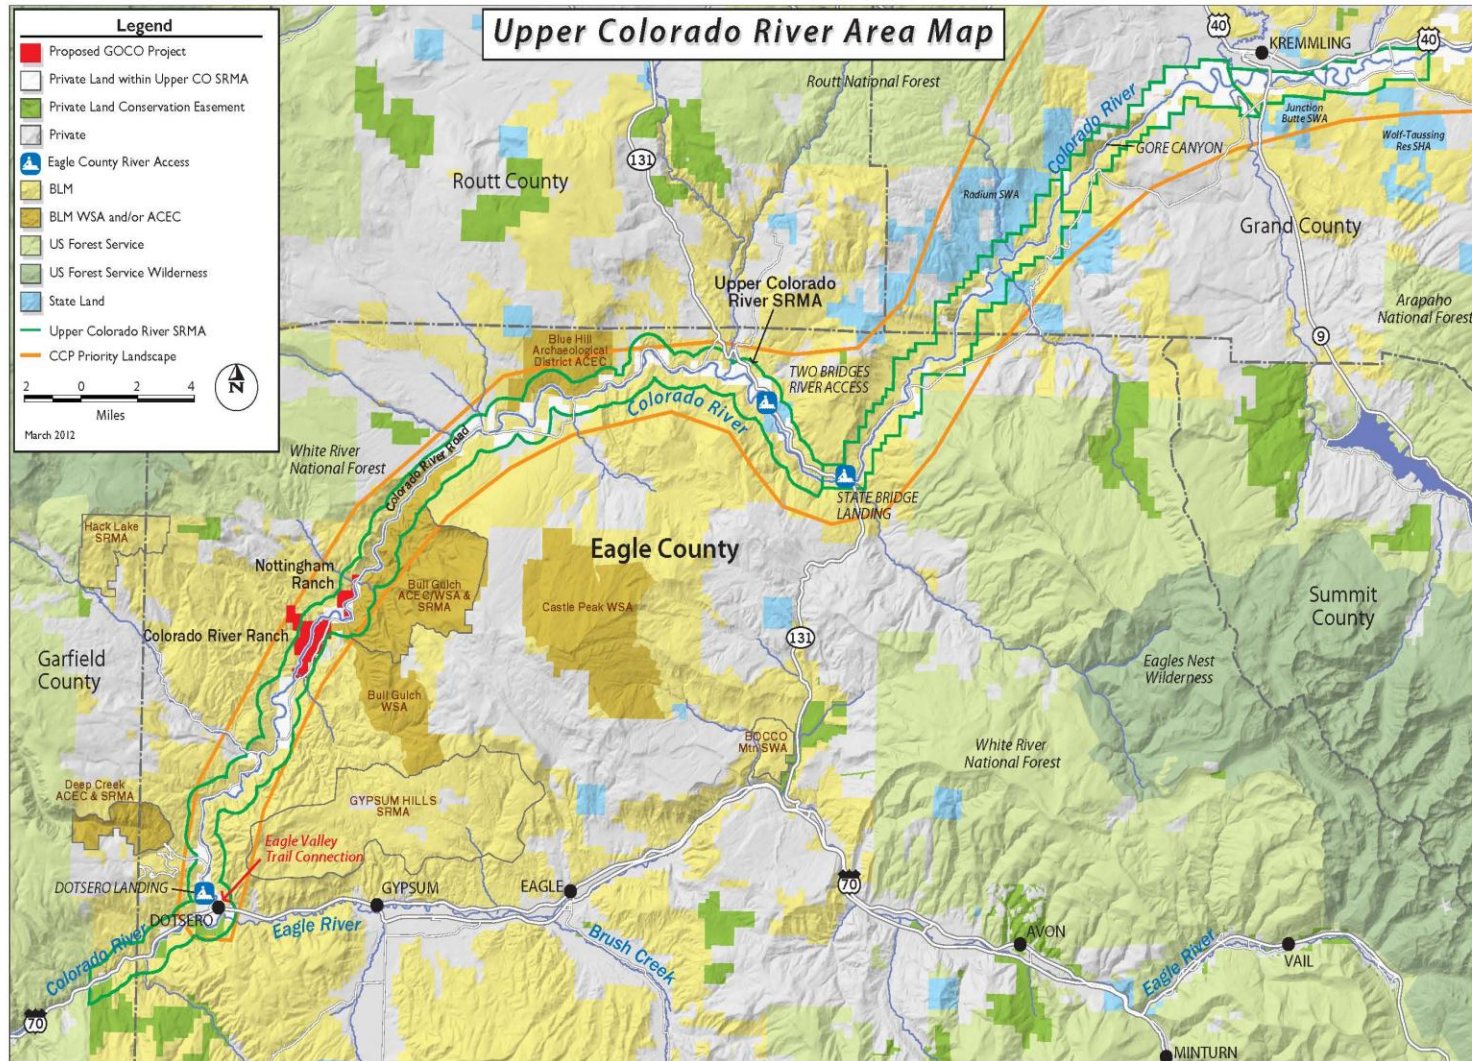 Upper Colorado River Area Map
Legend
Proposed GOCO Project
Private Land within Upper CO SRMA
Private Land Conservation Easement
Private
Eagle County River Access
BLM
BLM WSA and/or ACEC
US Forest Service
US Forest Service Wilderness
State Land
Upper Colorado River SRMA
CCP Priority Landscape
2 0 2 4
Miles
N
March 2012
40
KREMMLING
40
Routt National Forest
Colorado River
Junction
Butte SWA
Wolf-Taussing
Res SHA
GORE CANYON
131
Routt County
Radium SWA
Grand County
Upper Colorado
River SRMA
Arapaho
National Forest
9
Blue Hill
Archaeological
District ACEC
TWO BRIDGES
RIVER ACCESS
Colorado River
White River
National Forest
Colorado River Road
STATE BRIDGE
LANDING
Hack Lake
SRMA
Eagle County
Nottingham
Ranch
Bull Gulch
ACEC/WSA &
SRMA
Castle Peak WSA
Summit
County
Colorado River Ranch
131
Garfield
County
Eagles Nest
Wilderness
Bull Gulch
WSA
BOCCO
Mtn SWA
White River
National Forest
Deep Creek
ACEC & SRMA
GYPSUM HILLS
SRMA
Eagle Valley
Trail Connection
DOTSERO LANDING
GYPSUM
EAGLE
70
DOTSERO
Eagle River
Colorado River
Brush Creek
AVON
Eagle River
VAIL
70
MINTURN